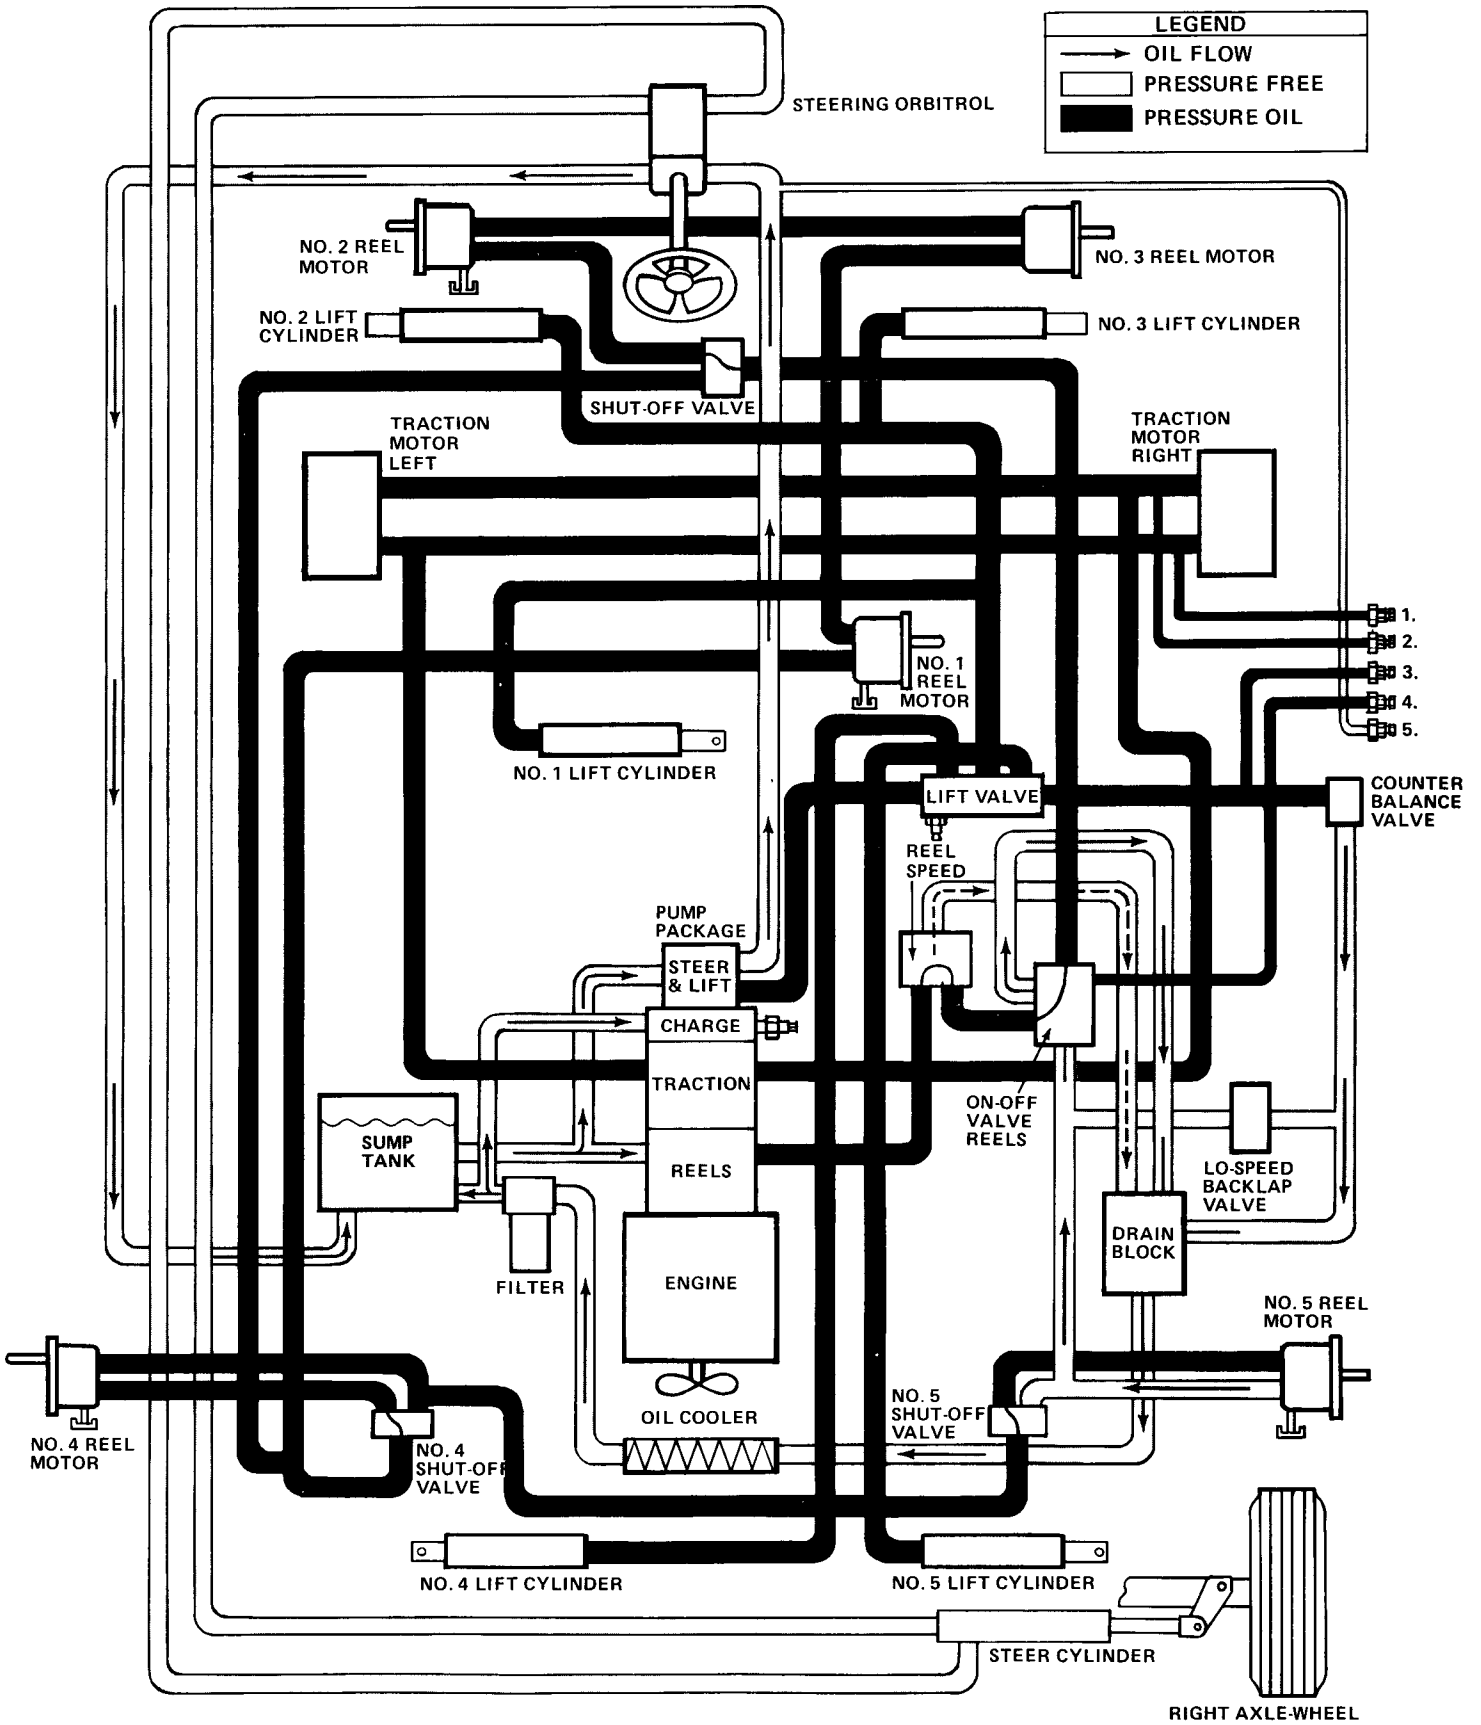 LEGEND
OIL FLOW
PRESSURE FREE
PRESSURE OIL
STEERING ORBITROL
NO. 2 REEL
MOTOR
NO. 3 REEL MOTOR
NO. 2 LIFT
CYLINDER
NO. 3 LIFT CYLINDER
SHUT-OFF VALVE
TRACTION
MOTOR
LEFT
TRACTION
MOTOR
RIGHT
1.
2.
3.
4.
5.
NO. 1
REEL
MOTOR
NO. 1 LIFT CYLINDER
LIFT VALVE
COUNTER
BALANCE
VALVE
REEL
SPEED
PUMP
PACKAGE
STEER
& LIFT
CHARGE
TRACTION
REELS
ON-OFF
VALVE
REELS
SUMP
TANK
LO-SPEED
BACKLAP
VALVE
DRAIN
BLOCK
FILTER
ENGINE
NO. 5 REEL
MOTOR
OIL COOLER
NO. 5
SHUT-OFF
VALVE
NO. 4 REEL
MOTOR
NO. 4
SHUT-OFF
VALVE
NO. 4 LIFT CYLINDER
NO. 5 LIFT CYLINDER
STEER CYLINDER
RIGHT AXLE-WHEEL